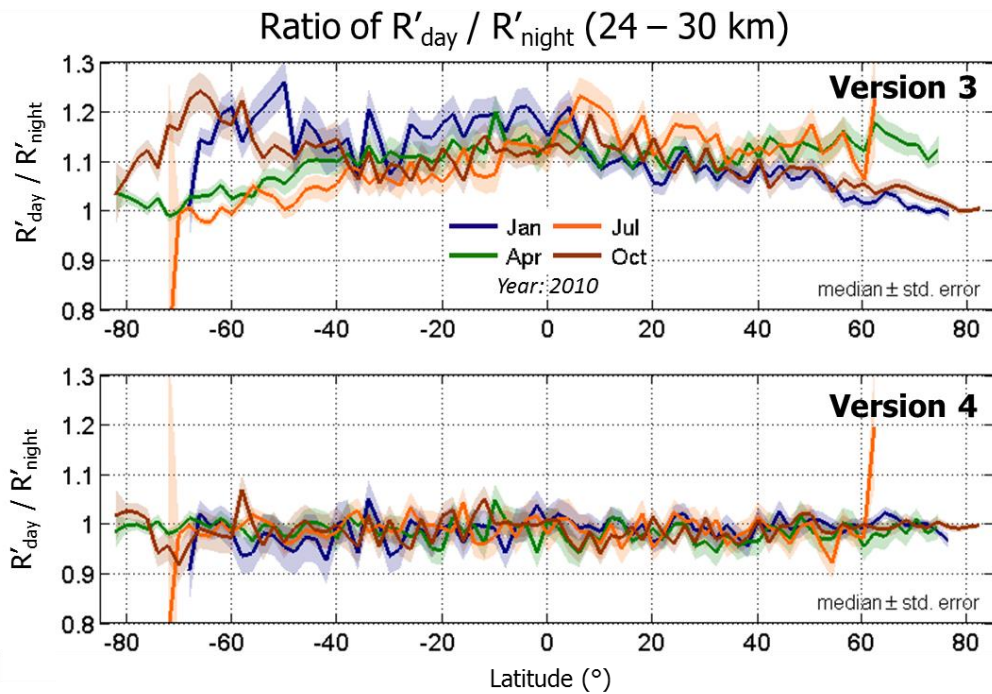 Ratio of R′day / R′night (24 – 30 km)
1.3
1.2
1.1
1
0.9
0.8
R′day / R′night
Version 3
Jan Jul
Apr Oct
Year: 2010
median ± std. error
-80 -60 -40 -20 0 20 40 60 80
1.3
1.2
1.1
1
0.9
0.8
R′day / R′night
Version 4
median ± std. error
-80 -60 -40 -20 0 20 40 60 80
Latitude (°)